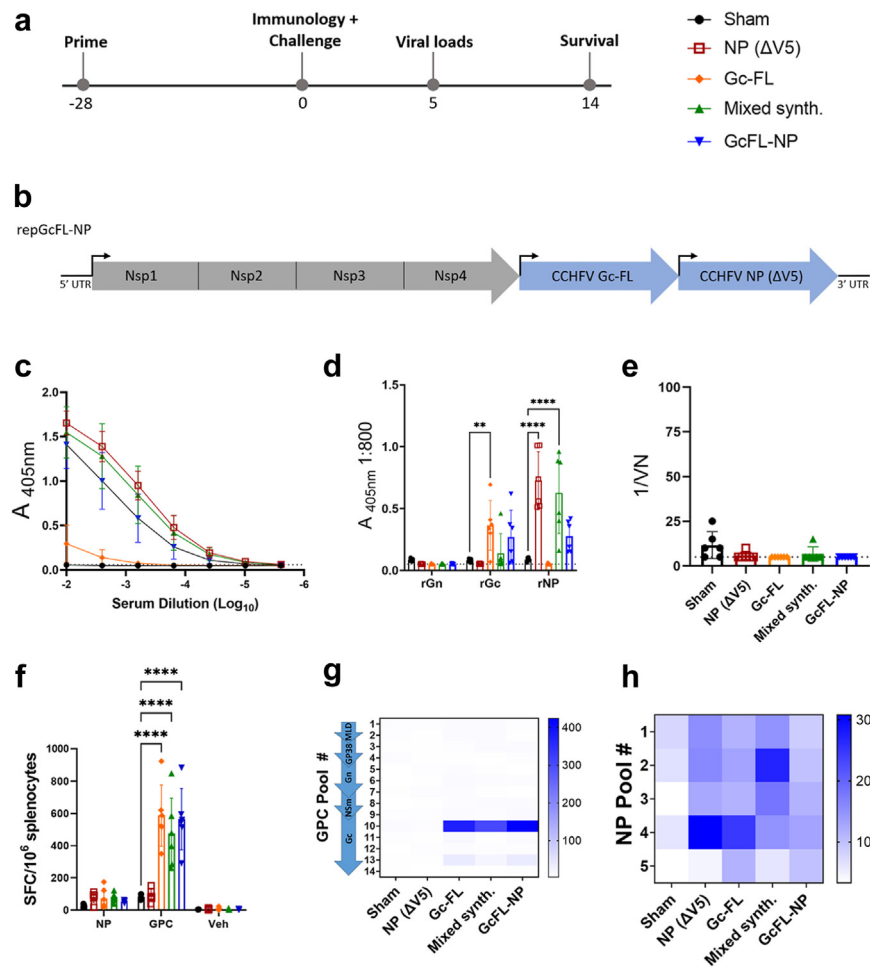 a
Prime
Immunology +
Challenge
Viral loads
Survival
-28
0
5
14
Sham
NP (ΔV5)
Gc-FL
Mixed synth.
GcFL-NP
b
repGcFL-NP
5' UTR
Nsp1
Nsp2
Nsp3
Nsp4
CCHFV Gc-FL
CCHFV NP (ΔV5)
3' UTR
c
A 405nm
2.0
1.5
1.0
0.5
0.0
-2
-3
-4
-5
-6
Serum Dilution (Log10)
d
A 405nm 1:800
1.5
1.0
0.5
0.0
**
****
****
rGn
rGc
rNP
e
1/VN
100
75
50
25
0
Sham
NP (ΔV5)
Gc-FL
Mixed synth.
GcFL-NP
f
SFC/10^6 splenocytes
1000
800
600
400
200
0
****
****
****
NP
GPC
Veh
g
GPC Pool #
MLD
GP38
Gn
NSm
Gc
1
2
3
4
5
6
7
8
9
10
11
12
13
14
400
300
200
100
Sham
NP (ΔV5)
Gc-FL
Mixed synth.
GcFL-NP
h
NP Pool #
1
2
3
4
5
30
20
10
Sham
NP (ΔV5)
Gc-FL
Mixed synth.
GcFL-NP